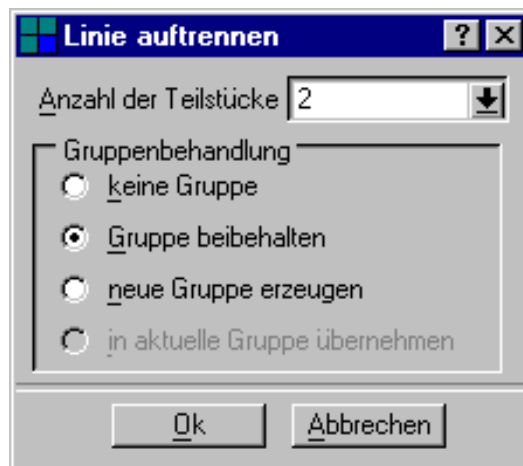 Linie auftrennen
Anzahl der Teilstücke 2
Gruppenbehandlung
keine Gruppe
Gruppe beibehalten
neue Gruppe erzeugen
in aktuelle Gruppe übernehmen
Ok Abbrechen